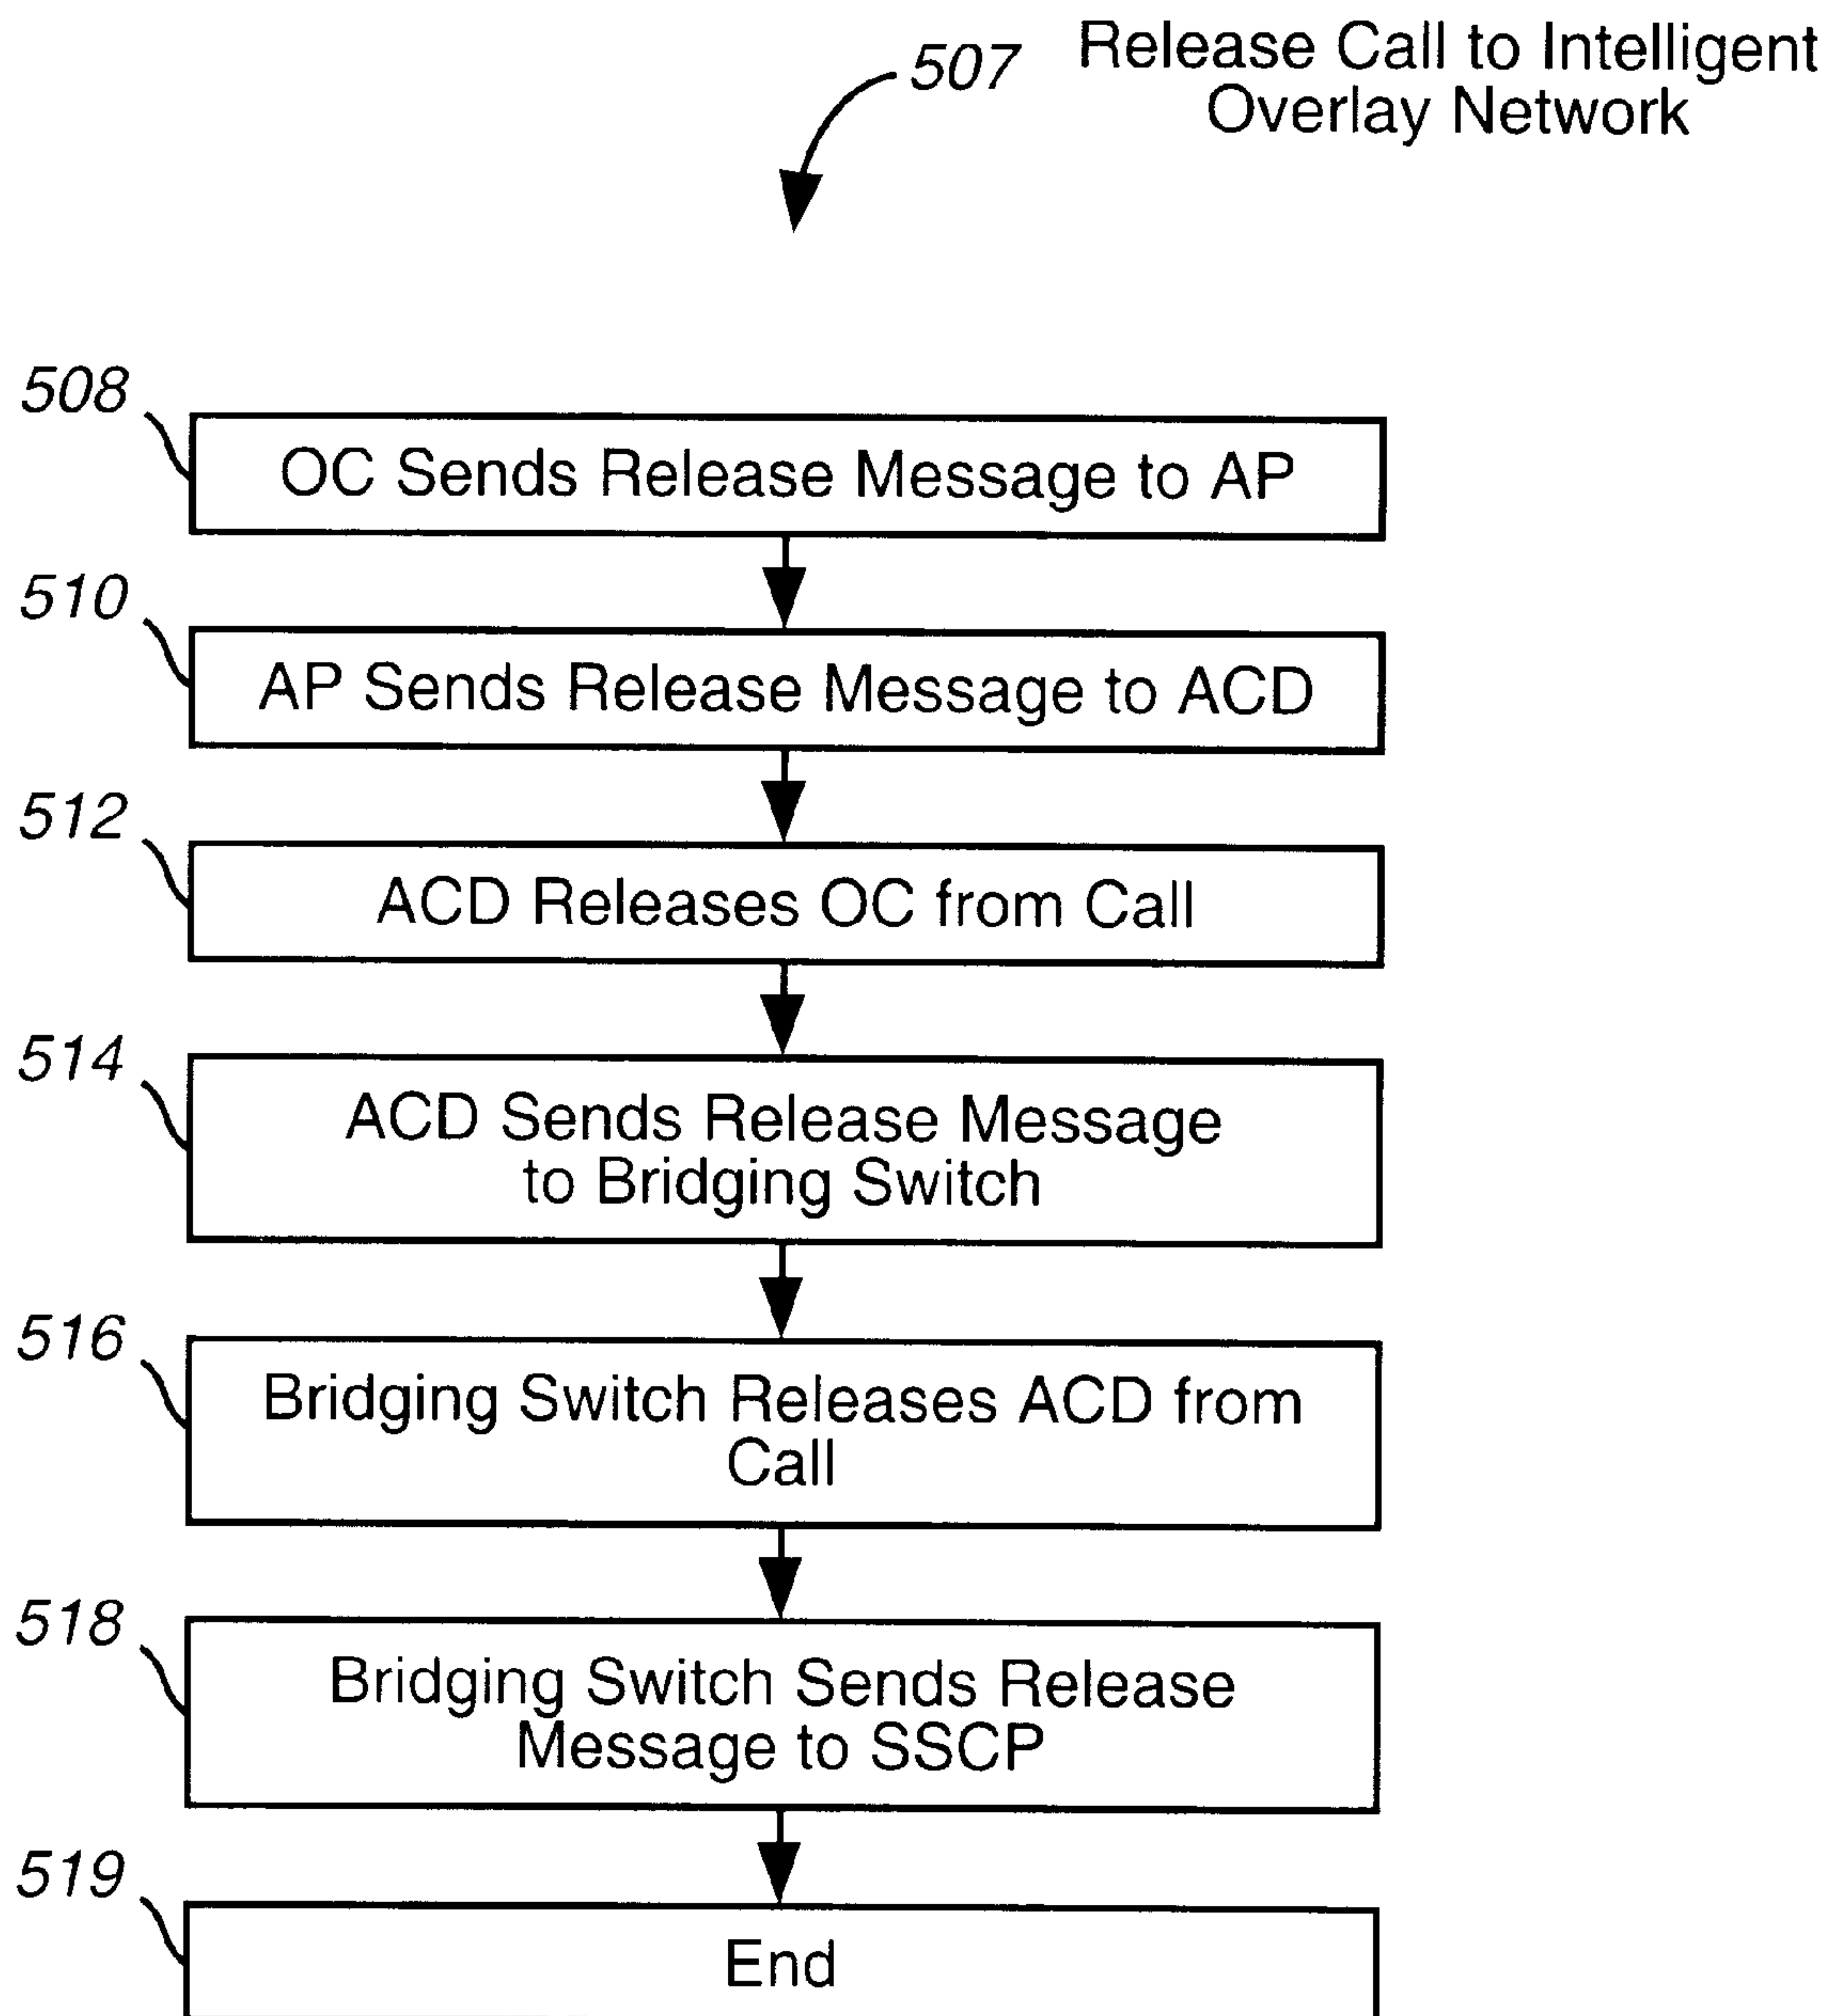 507
Release Call to Intelligent
Overlay Network
508
OC Sends Release Message to AP
510
AP Sends Release Message to ACD
512
ACD Releases OC from Call
514
ACD Sends Release Message
to Bridging Switch
516
Bridging Switch Releases ACD from
Call
518
Bridging Switch Sends Release
Message to SSCP
519
End